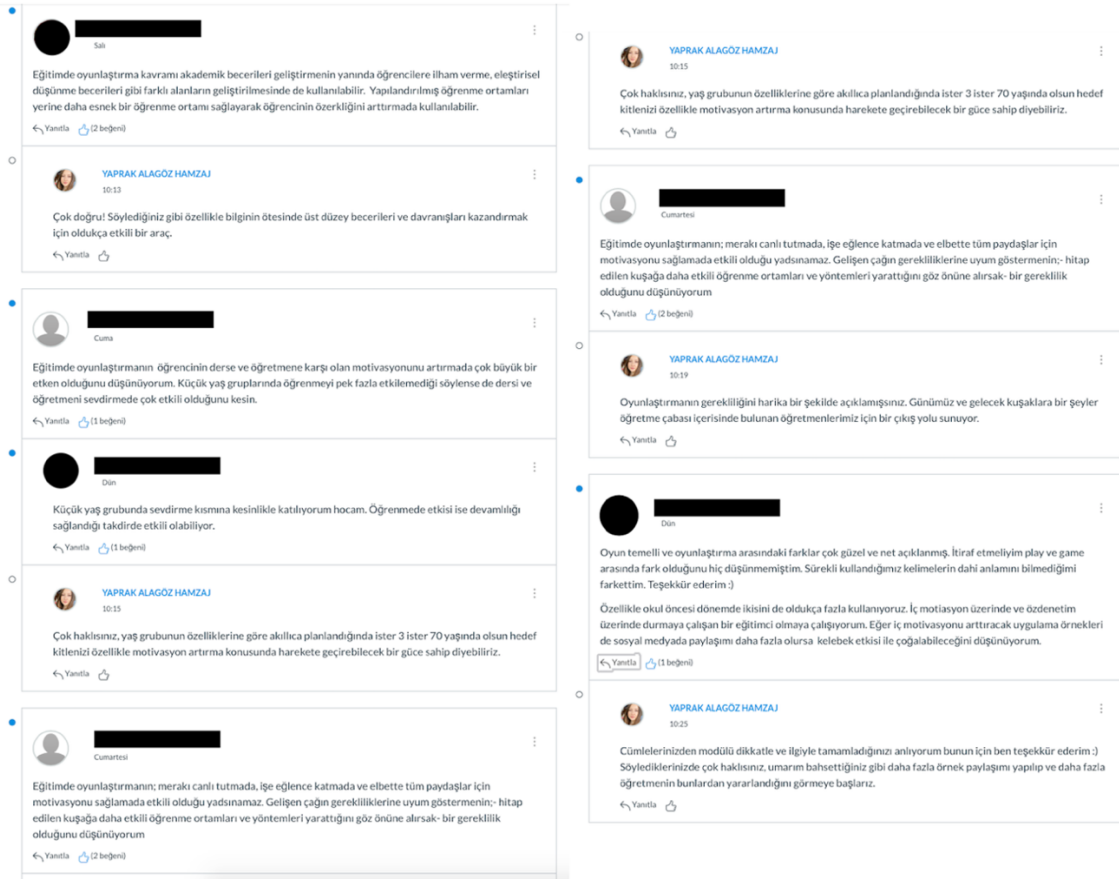 Salı
Eğitimde oyunlaştırma kavramı akademik becerileri geliştirmenin yanında öğrencilere ilham verme, eleştirisel
düşünme becerileri gibi farklı alanların geliştirilmesinde de kullanılabilir. Yapılandırılmış öğrenme ortamları
yerine daha esnek bir öğrenme ortamı sağlayarak öğrencinin özerkliğini arttırmada kullanılabilir.
Yanıtla (2 beğeni)
YAPRAK ALAGÖZ HAMZAJ
10:13
Çok doğru! Söylediğiniz gibi özellikle bilginin ötesinde üst düzey becerileri ve davranışları kazandırmak
için oldukça etkili bir araç.
Yanıtla
Cuma
Eğitimde oyunlaştırmanın öğrencinin derse ve öğretmene karşı olan motivasyonunu artırmada çok büyük bir
etken olduğunu düşünüyorum. Küçük yaş gruplarında öğrenmeyi pek fazla etkilemediği söylense de dersi ve
öğretmeni sevdirmede çok etkili olduğunu kesin.
Yanıtla (1 beğeni)
Dün
Küçük yaş grubunda sevdirme kısmına kesinlikle katılıyorum hocam. Öğrenmede etkisi ise devamlılığı
sağlandığı takdirde etkili olabiliyor.
Yanıtla (1 beğeni)
YAPRAK ALAGÖZ HAMZAJ
10:15
Çok haklısınız, yaş grubunun özelliklerine göre akıllıca planlandığında ister 3 ister 70 yaşında olsun hedef
kitlenizi özellikle motivasyon artırma konusunda harekete geçirebilecek bir güce sahip diyebiliriz.
Yanıtla
Cumartesi
Eğitimde oyunlaştırmanın; merakı canlı tutmada, işe eğlence katmada ve elbette tüm paydaşlar için
motivasyonu sağlamada etkili olduğu yadsınamaz. Gelişen çağın gerekliliklerine uyum göstermenin;- hitap
edilen kuşağa daha etkili öğrenme ortamları ve yöntemleri yarattığını göz önüne alırsak- bir gereklilik
olduğunu düşünüyorum
Yanıtla (2 beğeni)
YAPRAK ALAGÖZ HAMZAJ
10:15
Çok haklısınız, yaş grubunun özelliklerine göre akıllıca planlandığında ister 3 ister 70 yaşında olsun hedef
kitlenizi özellikle motivasyon artırma konusunda harekete geçirebilecek bir güce sahip diyebiliriz.
Yanıtla
Cumartesi
Eğitimde oyunlaştırmanın; merakı canlı tutmada, işe eğlence katmada ve elbette tüm paydaşlar için
motivasyonu sağlamada etkili olduğu yadsınamaz. Gelişen çağın gerekliliklerine uyum göstermenin;- hitap
edilen kuşağa daha etkili öğrenme ortamları ve yöntemleri yarattığını göz önüne alırsak- bir gereklilik
olduğunu düşünüyorum
Yanıtla (2 beğeni)
YAPRAK ALAGÖZ HAMZAJ
10:19
Oyunlaştırmanın gerekliliğini harika bir şekilde açıklamışsınız. Günümüz ve gelecek kuşaklara bir şeyler
öğretme çabası içerisinde bulunan öğretmenlerimiz için bir çıkış yolu sunuyor.
Yanıtla
Dün
Oyun temelli ve oyunlaştırma arasındaki farklar çok güzel ve net açıklanmış. İtiraf etmeliyim play ve game
arasında fark olduğunu hiç düşünmemiştim. Sürekli kullandığımız kelimelerin dahi anlamını bilmediğimi
farkettim. Teşekkür ederim :)
Özellikle okul öncesi dönemde ikisini de oldukça fazla kullanıyoruz. İç motiasyon üzerinde ve özdenetim
üzerinde durmaya çalışan bir eğitimci olmaya çalışıyorum. Eğer iç motivasyonu arttıracak uygulama örnekleri
de sosyal medyada paylaşımı daha fazla olursa kelebek etkisi ile çoğalabileceğini düşünüyorum.
Yanıtla (1 beğeni)
YAPRAK ALAGÖZ HAMZAJ
10:25
Cümlelerinizden modülü dikkatle ve ilgiyle tamamladığınızı anlıyorum bunun için ben teşekkür ederim :)
Söylediklerinizde çok haklısınız, umarım bahsettiğiniz gibi daha fazla örnek paylaşımı yapılıp ve daha fazla
öğretmenin bunlardan yararlandığını görmeye başlarız.
Yanıtla